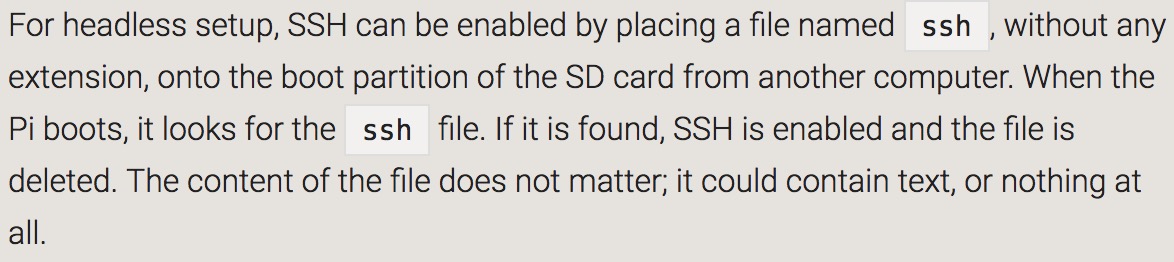 For headless setup, SSH can be enabled by placing a file named ssh, without any
extension, onto the boot partition of the SD card from another computer. When the
Pi boots, it looks for the ssh file. If it is found, SSH is enabled and the file is
deleted. The content of the file does not matter; it could contain text, or nothing at
all.